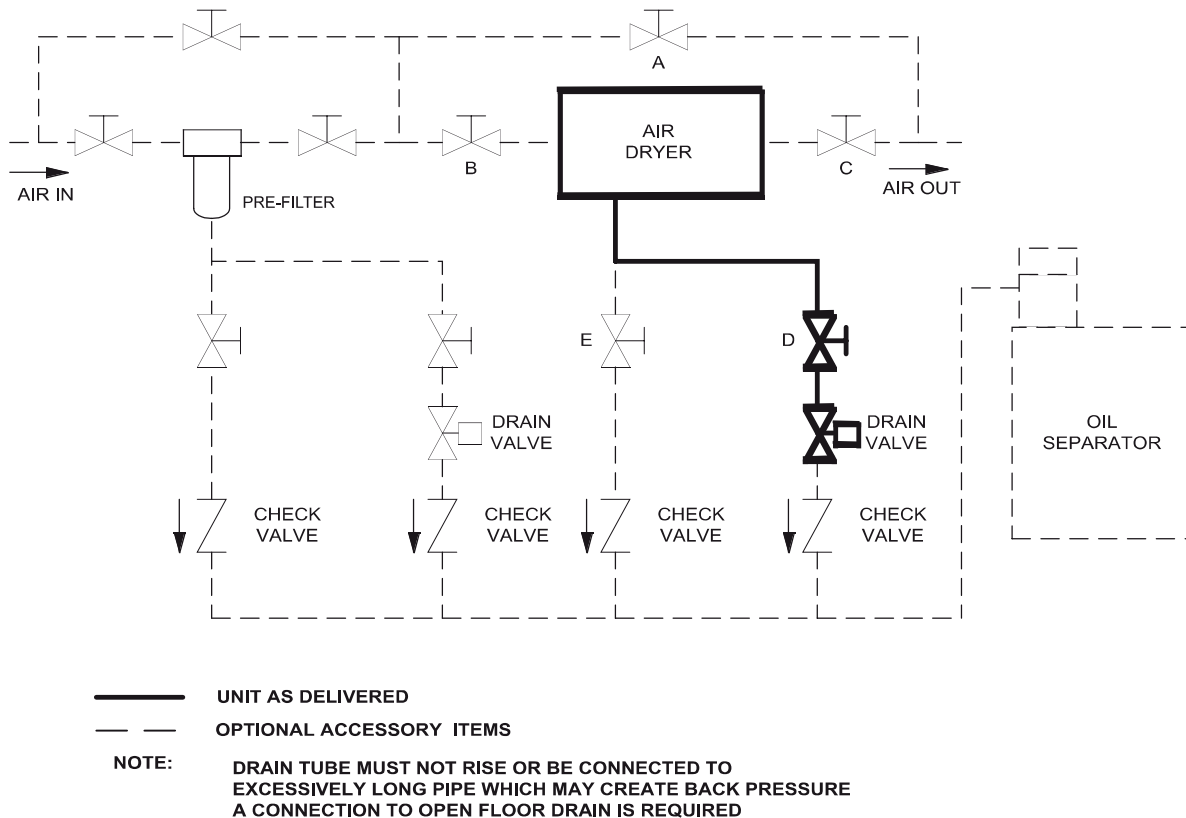 A
AIR
DRYER
B
C
AIR IN
PRE-FILTER
AIR OUT
E
D
DRAIN
VALVE
DRAIN
VALVE
OIL
SEPARATOR
CHECK
VALVE
CHECK
VALVE
CHECK
VALVE
CHECK
VALVE
UNIT AS DELIVERED
OPTIONAL ACCESSORY ITEMS
NOTE: DRAIN TUBE MUST NOT RISE OR BE CONNECTED TO
EXCESSIVELY LONG PIPE WHICH MAY CREATE BACK PRESSURE
A CONNECTION TO OPEN FLOOR DRAIN IS REQUIRED